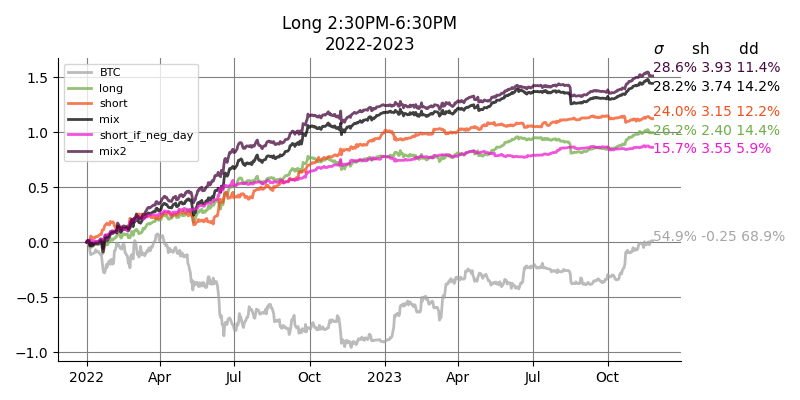 Long 2:30PM-6:30PM
2022-2023
σ sh dd
28.6% 3.93 11.4%
28.2% 3.74 14.2%
24.0% 3.15 12.2%
26.2% 2.40 14.4%
15.7% 3.55 5.9%
54.9% -0.25 68.9%
BTC
long
short
mix
short_if_neg_day
mix2
1.5
1.0
0.5
0.0
−0.5
−1.0
2022 Apr Jul Oct 2023 Apr Jul Oct